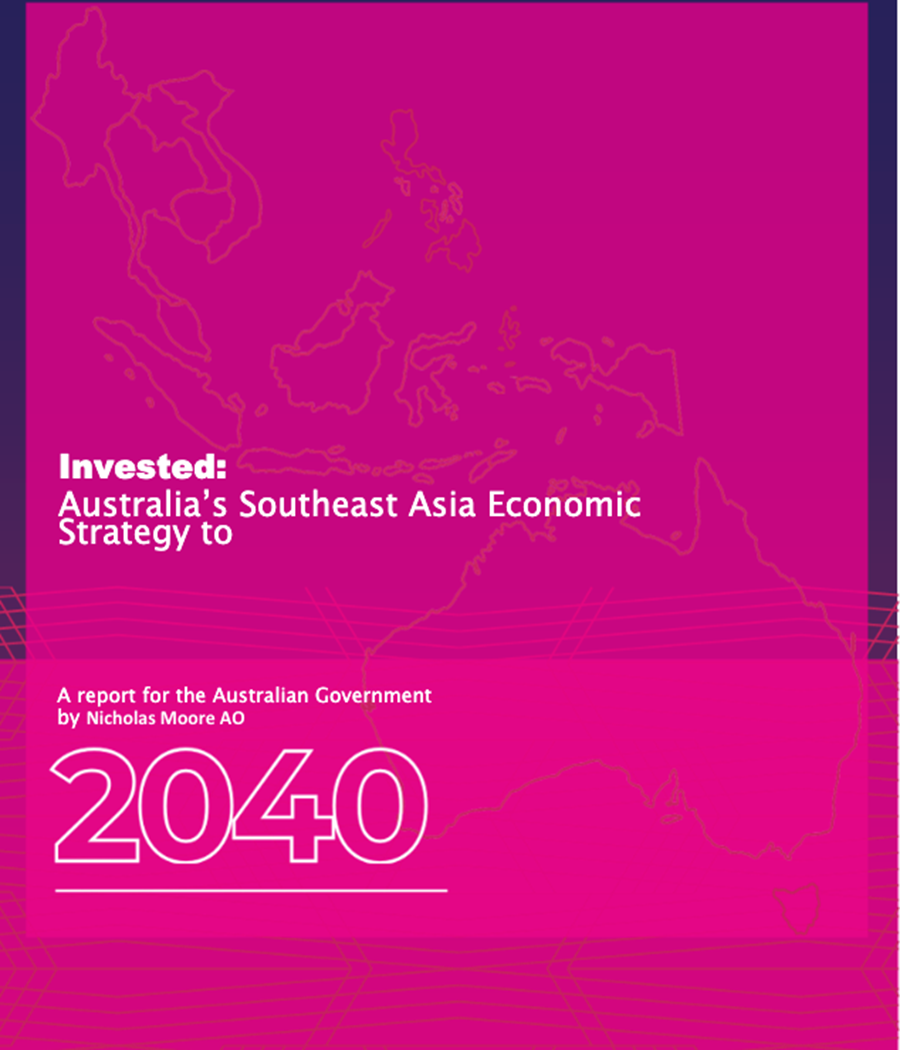 Invested:
Australia’s Southeast Asia Economic
Strategy to
A report for the Australian Government
by Nicholas Moore AO
2040